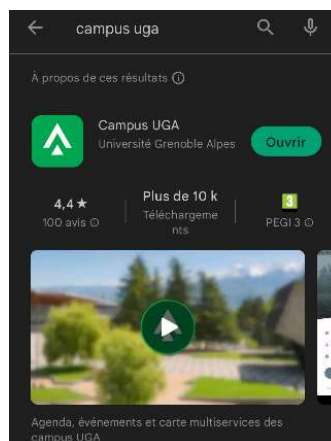 campus uga
À propos de ces résultats
Campus UGA
Université Grenoble Alpes
Ouvrir
4,4 ★
100 avis
Plus de 10 k
Téléchargeme
nts
3
PEGI 3
Agenda, événements et carte multiservices des
campus UGA